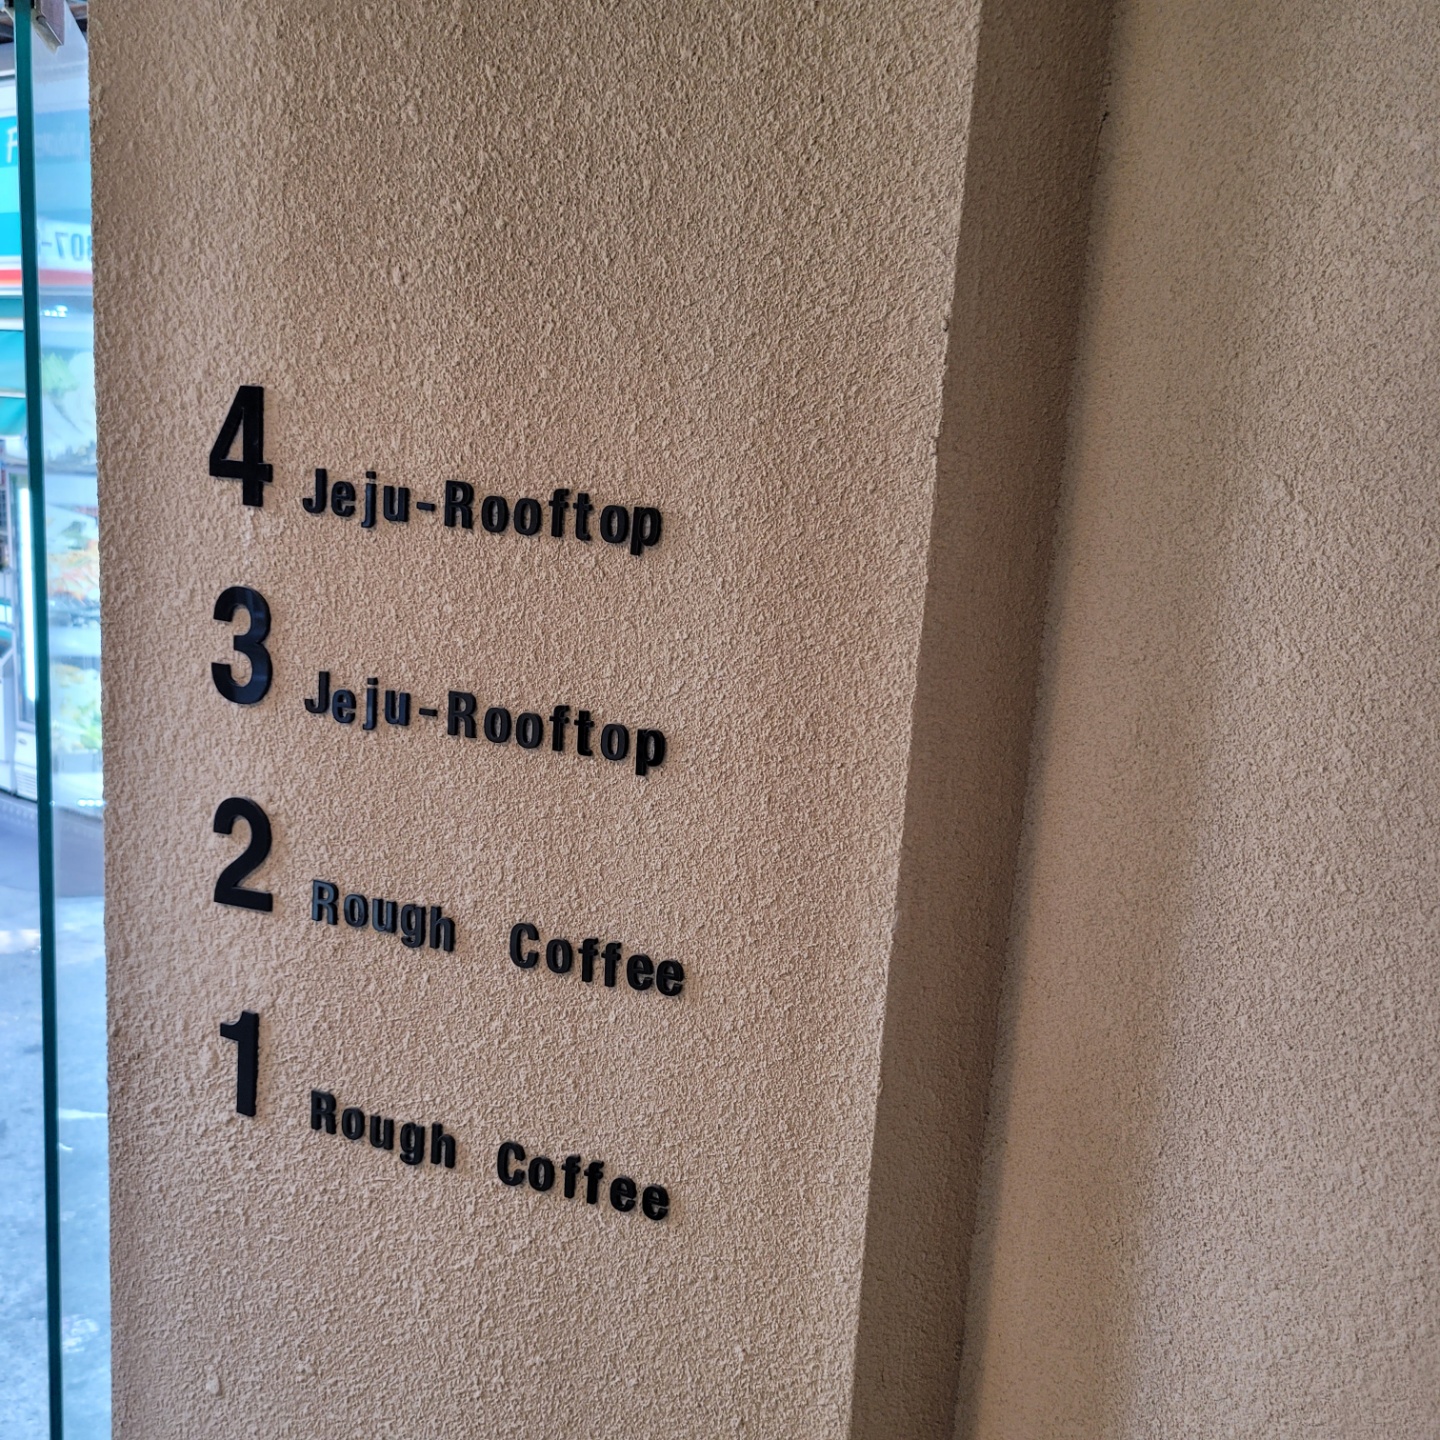 4 Jeju-Rooftop
3 Jeju-Rooftop
2 Rough Coffee
1 Rough Coffee